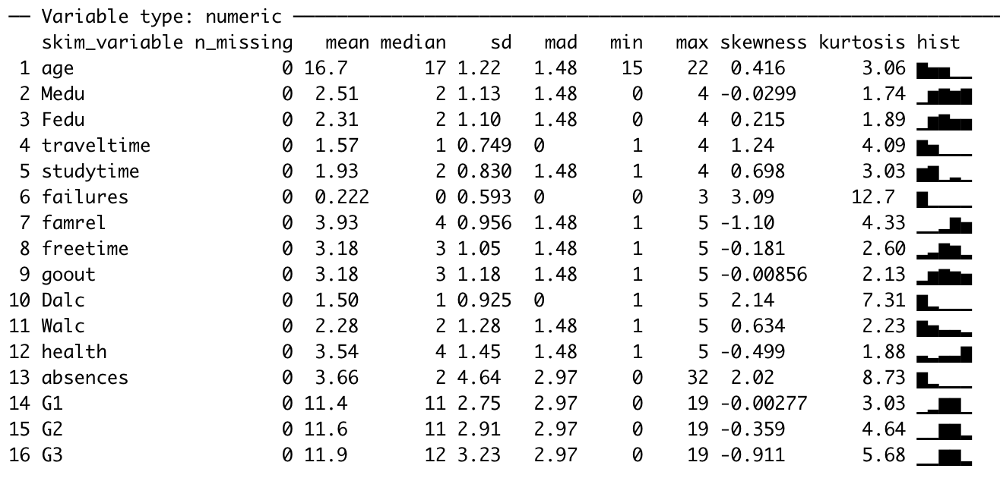 ── Variable type: numeric ──────────────────────────────
skim_variable n_missing mean median sd mad min max skewness kurtosis hist
1 age 0 16.7 17 1.22 1.48 15 22 0.416 3.06 ▇▅▅▁▁
2 Medu 0 2.51 2 1.13 1.48 0 4 -0.0299 1.74 ▁▆▇▆▇
3 Fedu 0 2.31 2 1.10 1.48 0 4 0.215 1.89 ▁▆▇▅▅
4 traveltime 0 1.57 1 0.749 0 1 4 1.24 4.09 ▇▅▁▁▁
5 studytime 0 1.93 2 0.830 1.48 1 4 0.698 3.03 ▆▇▁▂▁
6 failures 0 0.222 0 0.593 0 0 3 3.09 12.7 ▇▁▁▁▁
7 famrel 0 3.93 4 0.956 1.48 1 5 -1.10 4.33 ▁▁▂▇▅
8 freetime 0 3.18 3 1.05 1.48 1 5 -0.181 2.60 ▂▃▇▆▂
9 goout 0 3.18 3 1.18 1.48 1 5 -0.00856 2.13 ▂▆▇▆▅
10 Dalc 0 1.50 1 0.925 0 1 5 2.14 7.31 ▇▂▁▁▁
11 Walc 0 2.28 2 1.28 1.48 1 5 0.634 2.23 ▇▅▃▃▂
12 health 0 3.54 4 1.45 1.48 1 5 -0.499 1.88 ▃▂▃▃▇
13 absences 0 3.66 2 4.64 2.97 0 32 2.02 8.73 ▇▂▁▁▁
14 G1 0 11.4 11 2.75 2.97 0 19 -0.00277 3.03 ▁▂▇▇▁
15 G2 0 11.6 11 2.91 2.97 0 19 -0.359 4.64 ▁▁▇▇▂
16 G3 0 11.9 12 3.23 2.97 0 19 -0.911 5.68 ▁▁▇▇▂